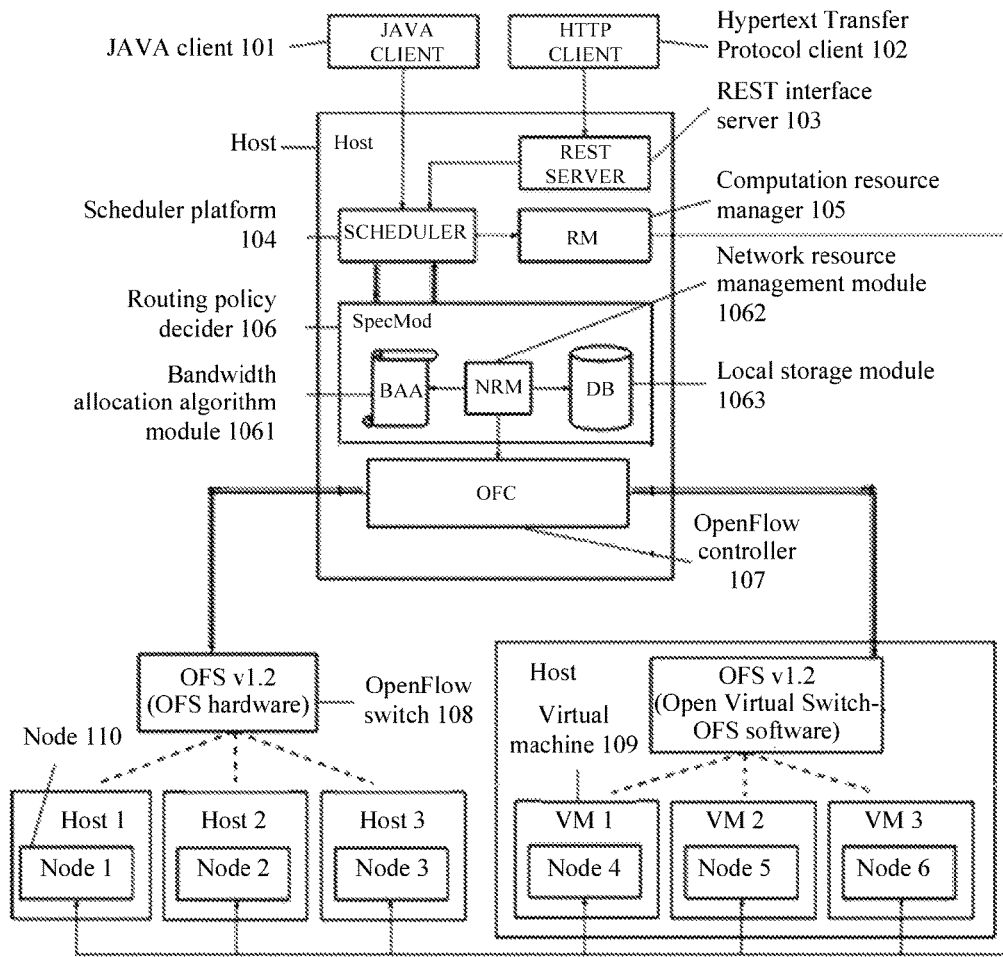 JAVA client 101
JAVA
CLIENT
HTTP
CLIENT
Hypertext Transfer
Protocol client 102
Host
Host
REST
SERVER
REST interface
server 103
Scheduler platform
104
SCHEDULER
RM
Computation resource
manager 105
Routing policy
decider 106
SpecMod
Network resource
management module
1062
Bandwidth
allocation algorithm
module 1061
BAA
NRM
DB
Local storage module
1063
OFC
OpenFlow
controller
107
OFS v1.2
(OFS hardware)
OpenFlow
switch 108
Host
OFS v1.2
(Open Virtual Switch-
OFS software)
Virtual
machine 109
Node 110
Host 1
Node 1
Host 2
Node 2
Host 3
Node 3
VM 1
Node 4
VM 2
Node 5
VM 3
Node 6